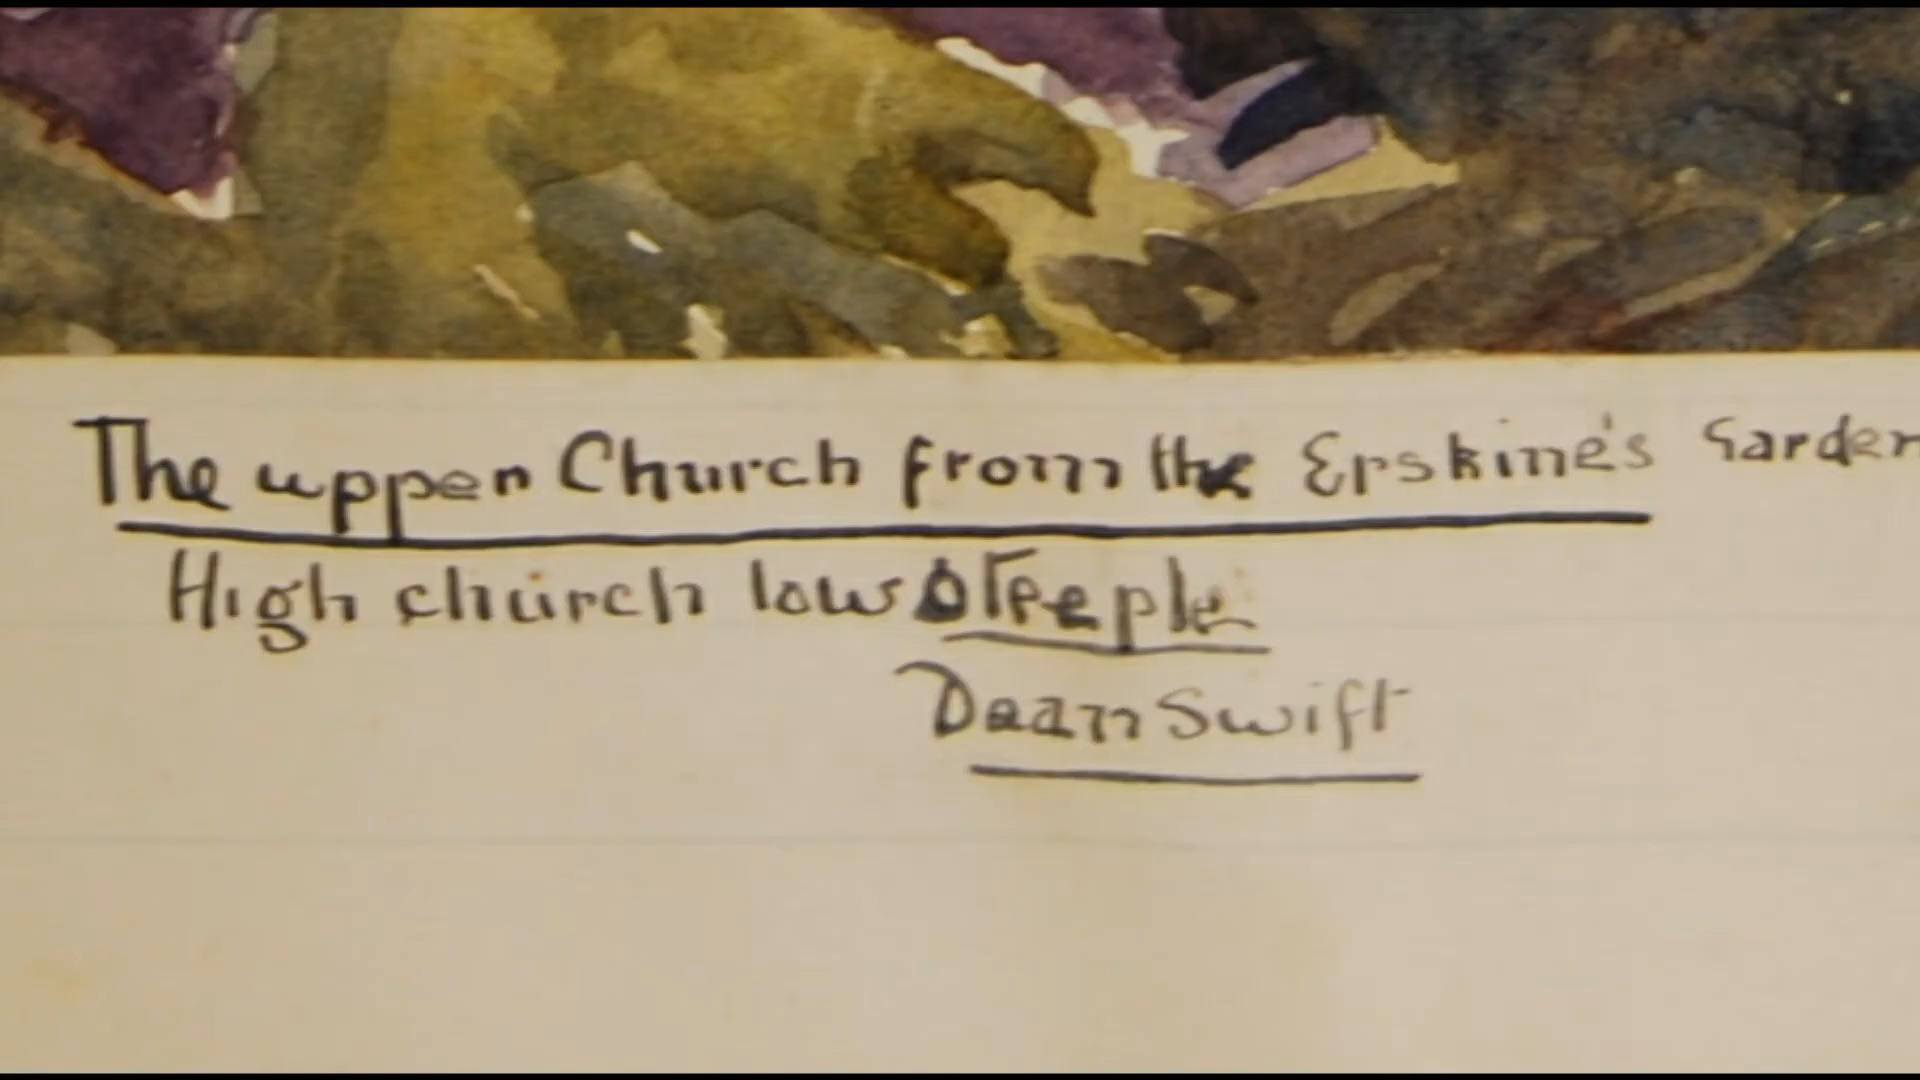 The upper Church from the Erskine's Garden
High church low Steeple
Dean Swift